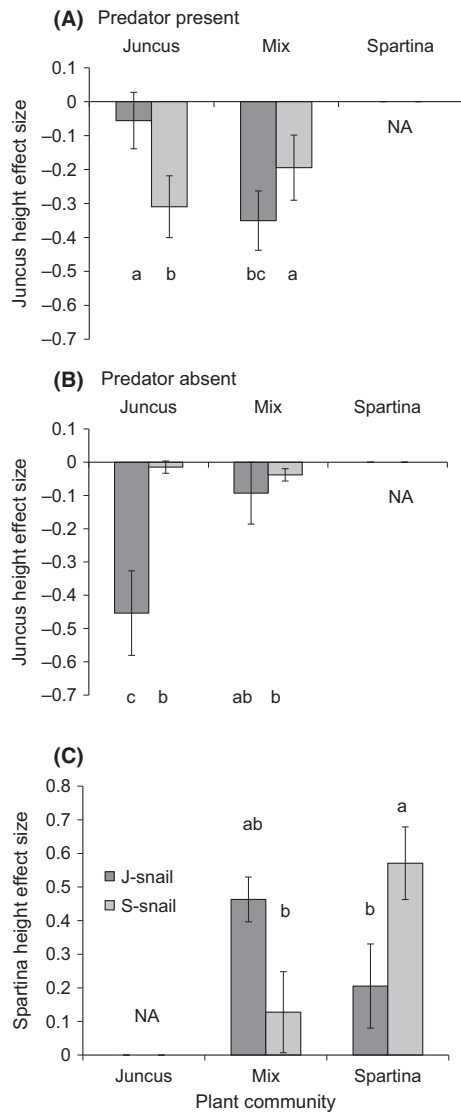 (A) Predator present
Juncus Mix Spartina
0.1
0
–0.1
–0.2
–0.3
–0.4
–0.5
–0.6
–0.7
Juncus height effect size
NA
a b bc a
(B) Predator absent
Juncus Mix Spartina
0.1
0
–0.1
–0.2
–0.3
–0.4
–0.5
–0.6
–0.7
Juncus height effect size
NA
c b ab b
(C)
0.8
0.7
0.6
0.5
0.4
0.3
0.2
0.1
0
Spartina height effect size
J-snail
S-snail
NA
ab
b
b
a
Juncus Mix Spartina
Plant community